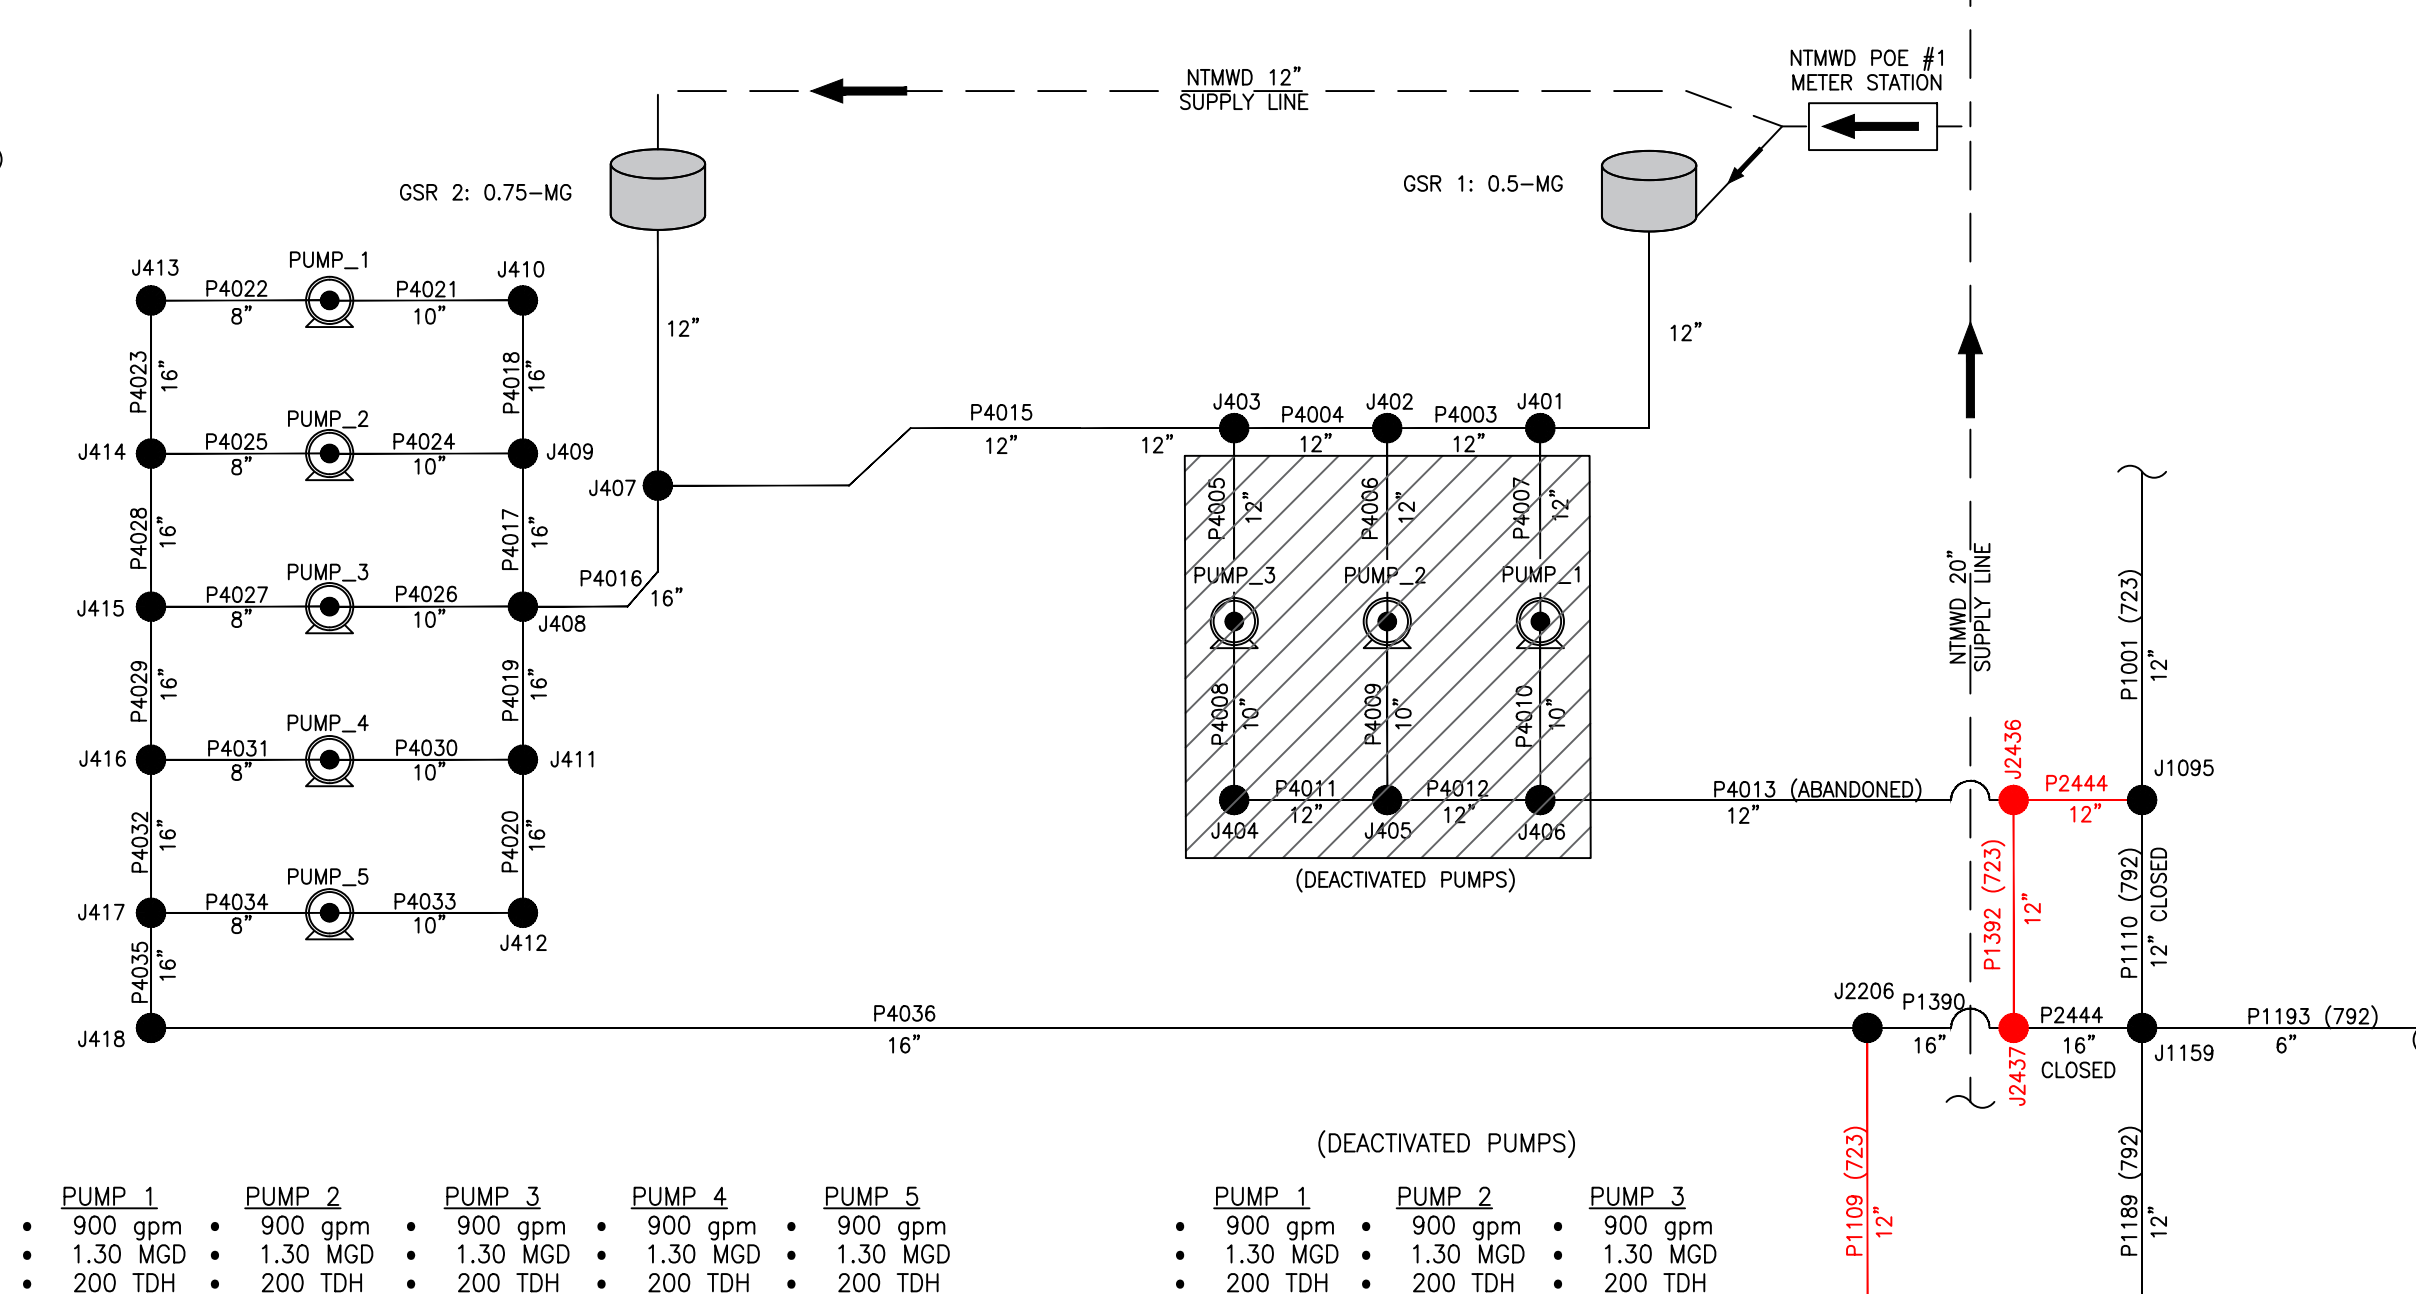 NTMWD POE #1
METER STATION
NTMWD 12"
SUPPLY LINE
GSR 2: 0.75-MG
GSR 1: 0.5-MG
12"
12"
J413
P4022
8"
PUMP_1
P4021
10"
J410
P4023
16"
P4018
16"
J414
P4025
8"
PUMP_2
P4024
10"
J409
P4028
16"
P4017
16"
J415
P4027
8"
PUMP_3
P4026
10"
J408
P4016
16"
J407
P4015
12"
12"
J403
P4004
12"
J402
P4003
12"
J401
P4005
12"
P4006
12"
P4007
12"
PUMP_3
PUMP_2
PUMP_1
P4008
10"
P4009
10"
P4010
10"
P4011
12"
P4012
12"
J404
J405
J406
(DEACTIVATED PUMPS)
P4029
16"
P4019
16"
J416
P4031
8"
PUMP_4
P4030
10"
J411
P4032
16"
P4020
16"
J417
P4034
8"
PUMP_5
P4033
10"
J412
P4035
16"
J418
P4036
16"
P4013 (ABANDONED)
12"
NTMWD 20"
SUPPLY LINE
P1001 (723)
12"
J2436
P2444
12"
J1095
P1392 (723)
12"
P1110 (792)
12" CLOSED
J2206
P1390
16"
J2437
P2444
16"
CLOSED
J1159
P1193 (792)
6"
P1109 (723)
12"
P1189 (792)
12"
(DEACTIVATED PUMPS)
PUMP 1 PUMP 2 PUMP 3 PUMP 4 PUMP 5 PUMP 1 PUMP 2 PUMP 3
• 900 gpm • 900 gpm • 900 gpm • 900 gpm • 900 gpm • 900 gpm • 900 gpm • 900 gpm
• 1.30 MGD • 1.30 MGD • 1.30 MGD • 1.30 MGD • 1.30 MGD • 1.30 MGD • 1.30 MGD • 1.30 MGD
• 200 TDH • 200 TDH • 200 TDH • 200 TDH • 200 TDH • 200 TDH • 200 TDH • 200 TDH